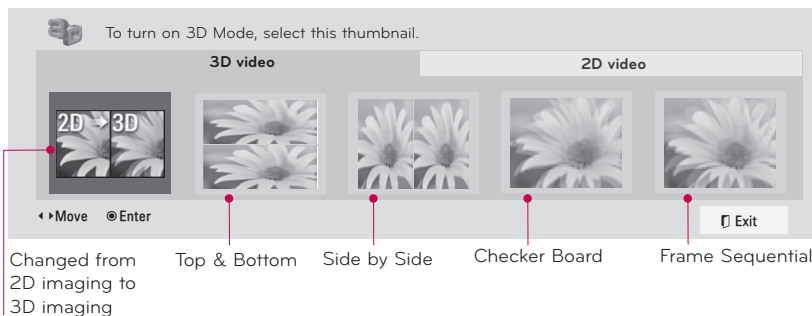 3D
To turn on 3D Mode, select this thumbnail.
3D video
2D video
2D → 3D
Move
Enter
Exit
Changed from
2D imaging to
3D imaging
Top & Bottom
Side by Side
Checker Board
Frame Sequential